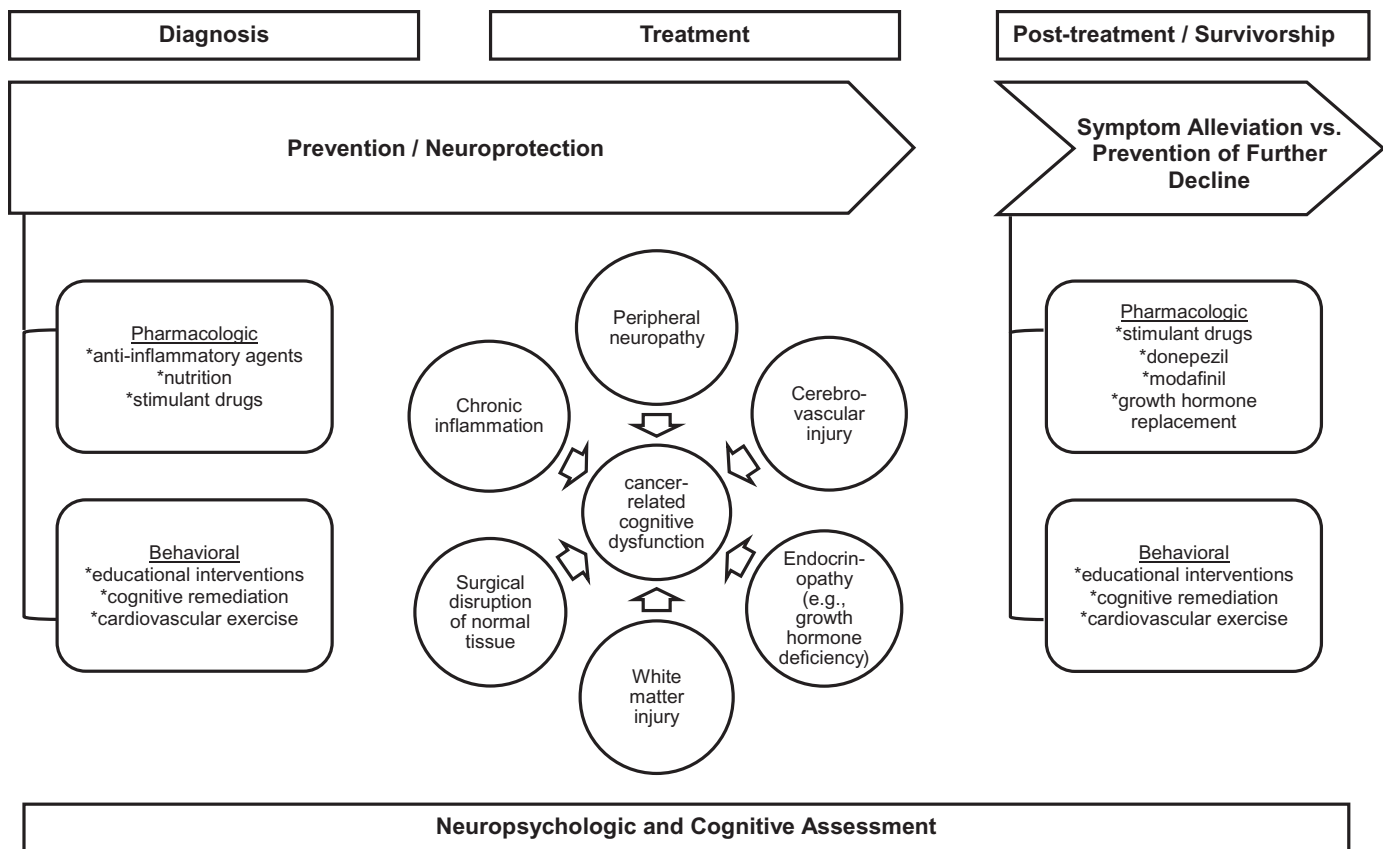 Diagnosis
Treatment
Post-treatment / Survivorship
Prevention / Neuroprotection
Symptom Alleviation vs.
Prevention of Further
Decline
Pharmacologic
*anti-inflammatory agents
*nutrition
*stimulant drugs
Behavioral
*educational interventions
*cognitive remediation
*cardiovascular exercise
Peripheral
neuropathy
Chronic
inflammation
Cerebro-
vascular
injury
cancer-
related
cognitive
dysfunction
Surgical
disruption
of normal
tissue
Endocrin-
opathy
(e.g.,
growth
hormone
deficiency)
White
matter
injury
Pharmacologic
*stimulant drugs
*donepezil
*modafinil
*growth hormone
replacement
Behavioral
*educational interventions
*cognitive remediation
*cardiovascular exercise
Neuropsychologic and Cognitive Assessment